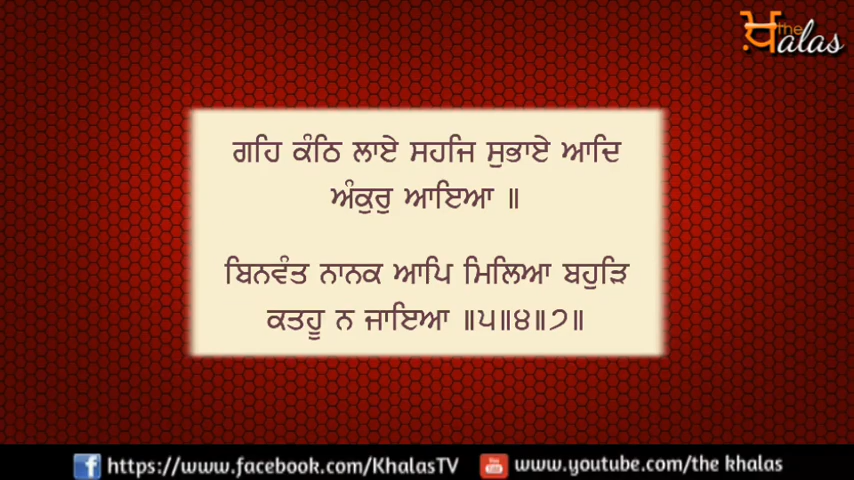 ਖ਼ the alas
ਗਹਿ ਕੰਠਿ ਲਾਏ ਸਹਜਿ ਸੁਭਾਏ ਆਦਿ
ਅੰਕੁਰੁ ਆਇਆ ॥
ਬਿਨਵੰਤ ਨਾਨਕ ਆਪਿ ਮਿਲਿਆ ਬਹੁੜਿ
ਕਤਹੂ ਨ ਜਾਇਆ ॥੫॥੪॥੭॥
https://www.facebook.com/KhalasTV www.youtube.com/the khalas